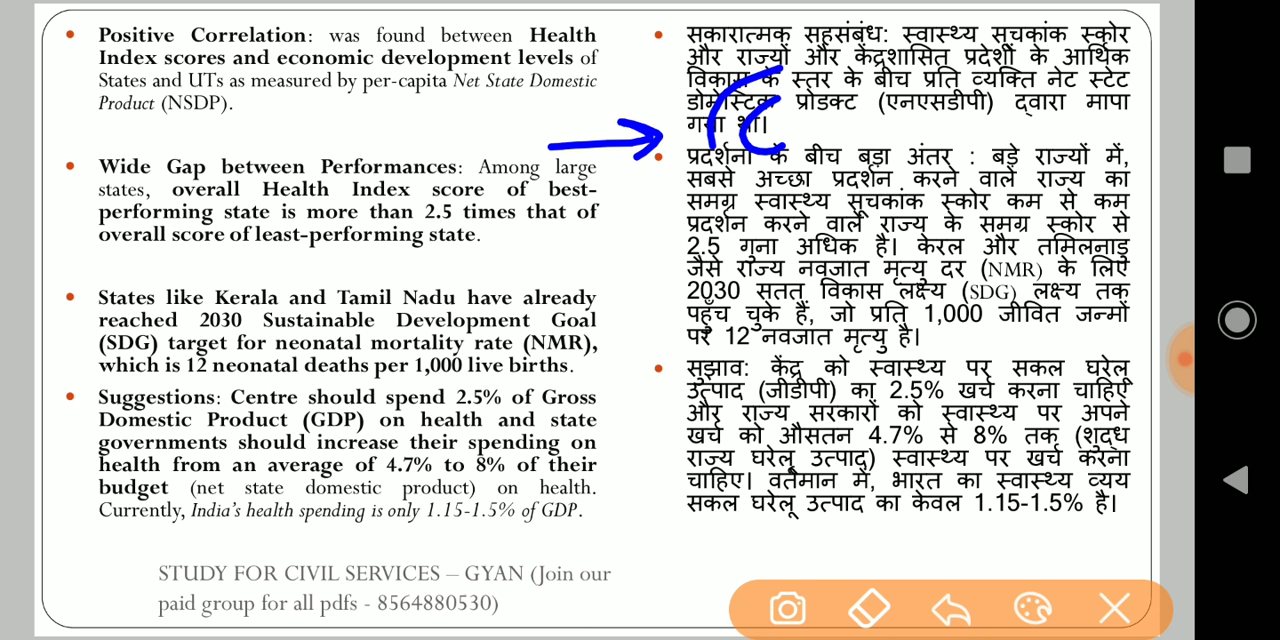 Positive Correlation: was found between Health
Index scores and economic development levels of
States and UTs as measured by per-capita Net State Domestic
Product (NSDP).
Wide Gap between Performances: Among large
states, overall Health Index score of best-
performing state is more than 2.5 times that of
overall score of least-performing state.
States like Kerala and Tamil Nadu have already
reached 2030 Sustainable Development Goal
(SDG) target for neonatal mortality rate (NMR),
which is 12 neonatal deaths per 1,000 live births.
Suggestions: Centre should spend 2.5% of Gross
Domestic Product (GDP) on health and state
governments should increase their spending on
health from an average of 4.7% to 8% of their
budget (net state domestic product) on health.
Currently, India's health spending is only 1.15-1.5% of GDP.
सकारात्मक सहसंबंध: स्वास्थ्य सूचकांक स्कोर
और राज्यों और केंद्रशासित प्रदेशों के आर्थिक
विकास के स्तर के बीच प्रति व्यक्ति नेट स्टेट
डोमेस्टिक प्रोडक्ट (एनएसडीपी) द्वारा मापा
गया था।
प्रदर्शनों के बीच बड़ा अंतर : बड़े राज्यों में,
सबसे अच्छा प्रदर्शन करने वाले राज्य का
समग्र स्वास्थ्य सूचकांक स्कोर कम से कम
प्रदर्शन करने वाले राज्य के समग्र स्कोर से
2.5 गुना अधिक है। केरल और तमिलनाडु
जैसे राज्य नवजात मृत्यु दर (NMR) के लिए
2030 सतत विकास लक्ष्य (SDG) लक्ष्य तक
पहुँच चुके हैं, जो प्रति 1,000 जीवित जन्मों
पर 12 नवजात मृत्यु है।
सुझाव: केंद्र को स्वास्थ्य पर सकल घरेलू
उत्पाद (जीडीपी) का 2.5% खर्च करना चाहिए
और राज्य सरकारों को स्वास्थ्य पर अपने
खर्च को औसतन 4.7% से 8% तक (शुद्ध
राज्य घरेलू उत्पाद) स्वास्थ्य पर खर्च करना
चाहिए। वर्तमान में, भारत का स्वास्थ्य व्यय
सकल घरेलू उत्पाद का केवल 1.15-1.5% है।
STUDY FOR CIVIL SERVICES – GYAN (Join our
paid group for all pdfs - 8564880530)